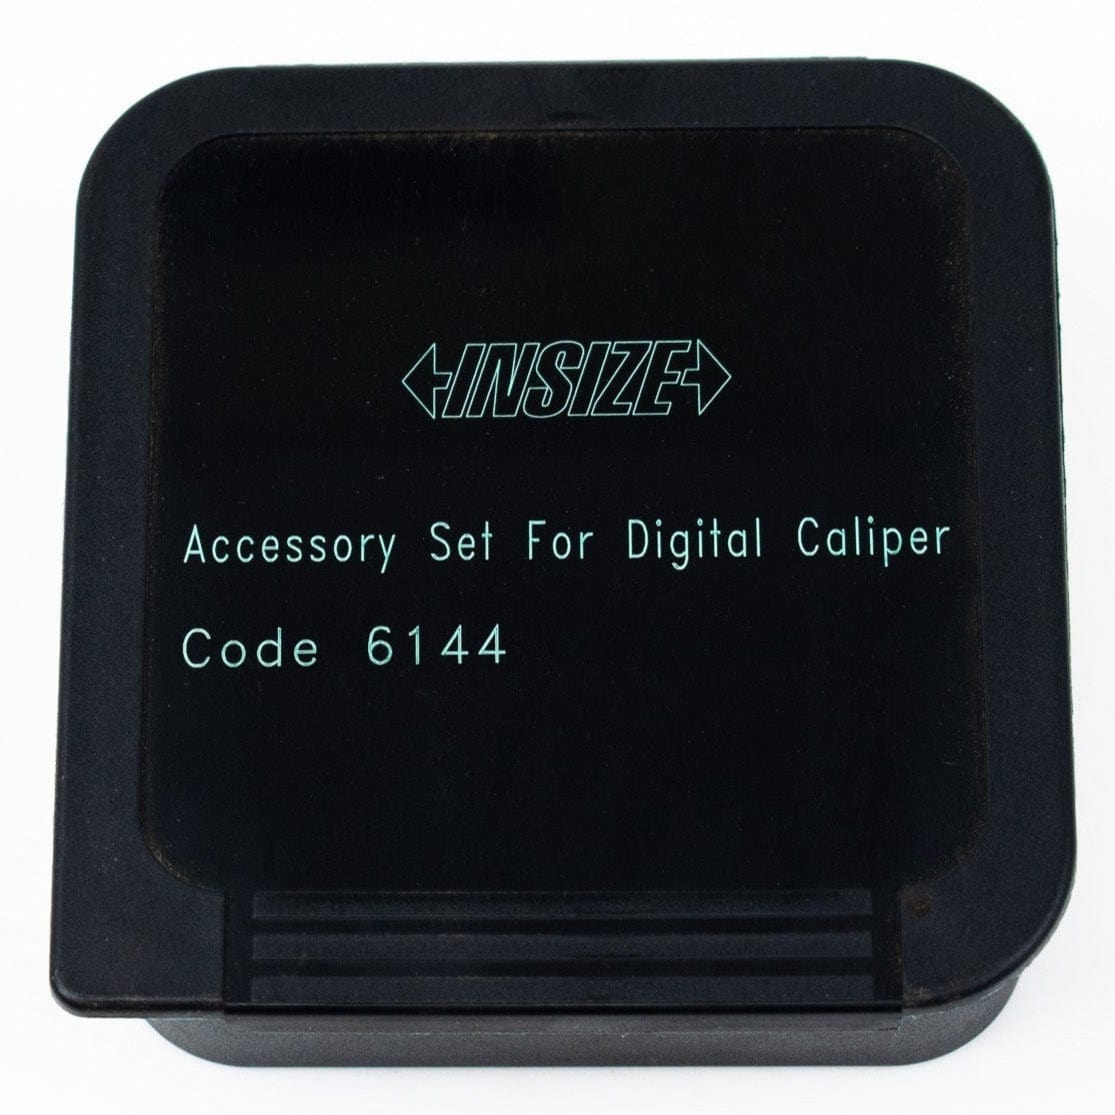 INSIZE
Accessory Set For Digital Caliper
Code 6144